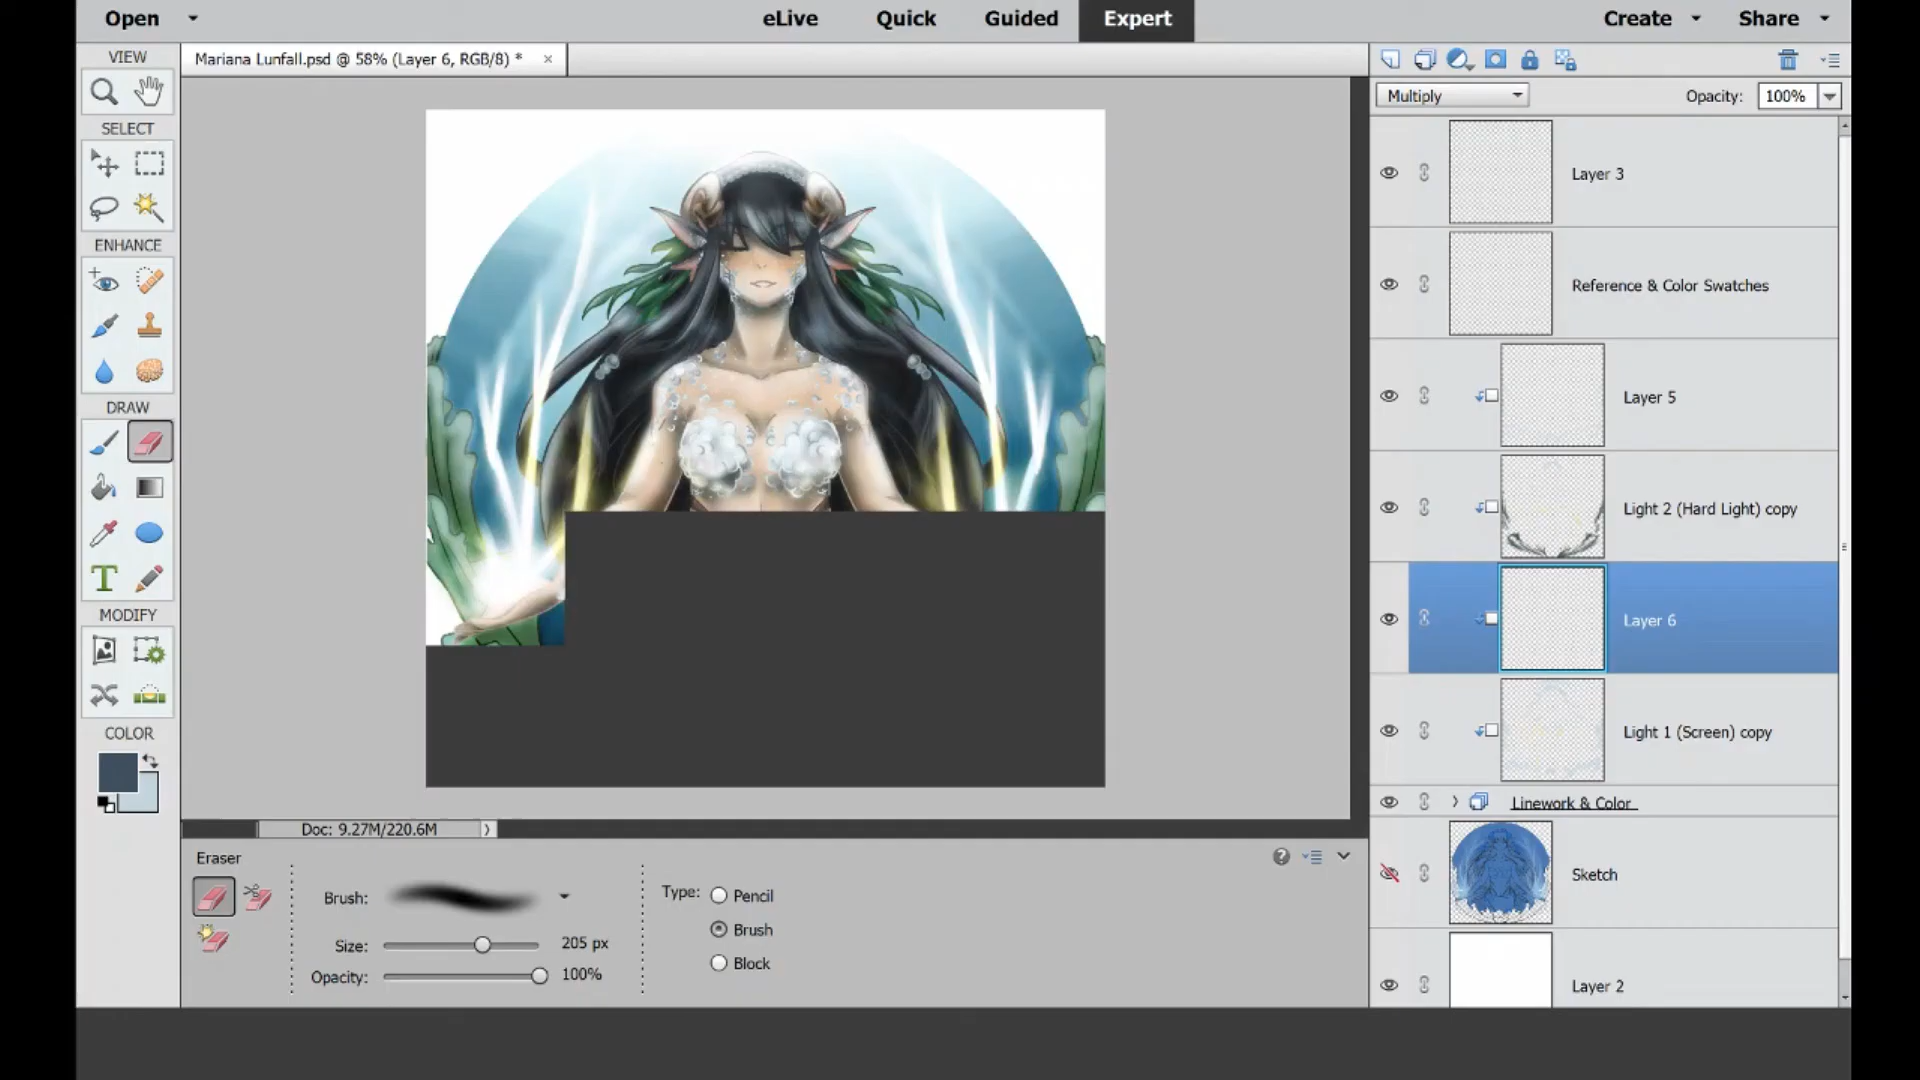 Open
eLive
Quick
Guided
Expert
Create
Share
VIEW
SELECT
ENHANCE
DRAW
T
MODIFY
COLOR
Mariana Lunfall.psd @ 58% (Layer 6, RGB/8) *
Multiply
Opacity: 100%
Layer 3
Reference & Color Swatches
Layer 5
Light 2 (Hard Light) copy
Layer 6
Light 1 (Screen) copy
Linework & Color
Sketch
Layer 2
Doc: 9.27M/220.6M
Eraser
Brush:
Size: 205 px
Opacity: 100%
Type: Pencil
Brush
Block